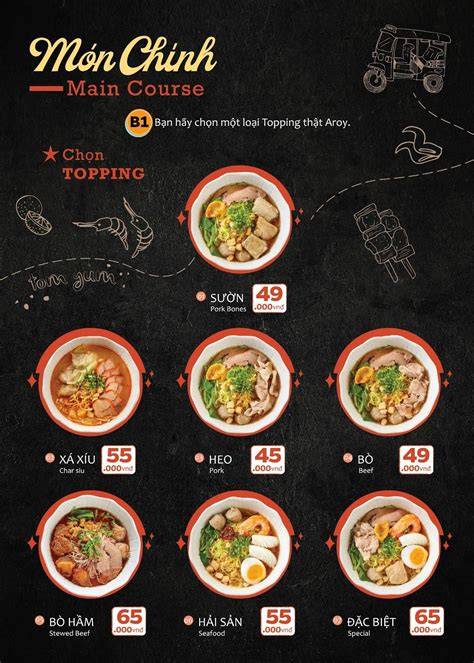 Món Chính
Main Course
B1 Bạn hãy chọn một loại Topping thật Aroy.
Chọn
TOPPING
tom yum
SƯỜN 49
Pork Bones .000vnđ
XÁ XÍU 55
Char siu .000vnđ
HEO 45
Pork .000vnđ
BÒ 49
Beef .000vnđ
BÒ HẦM 65
Stewed Beef .000vnđ
HẢI SẢN 55
Seafood .000vnđ
ĐẶC BIỆT 65
Special .000vnđ